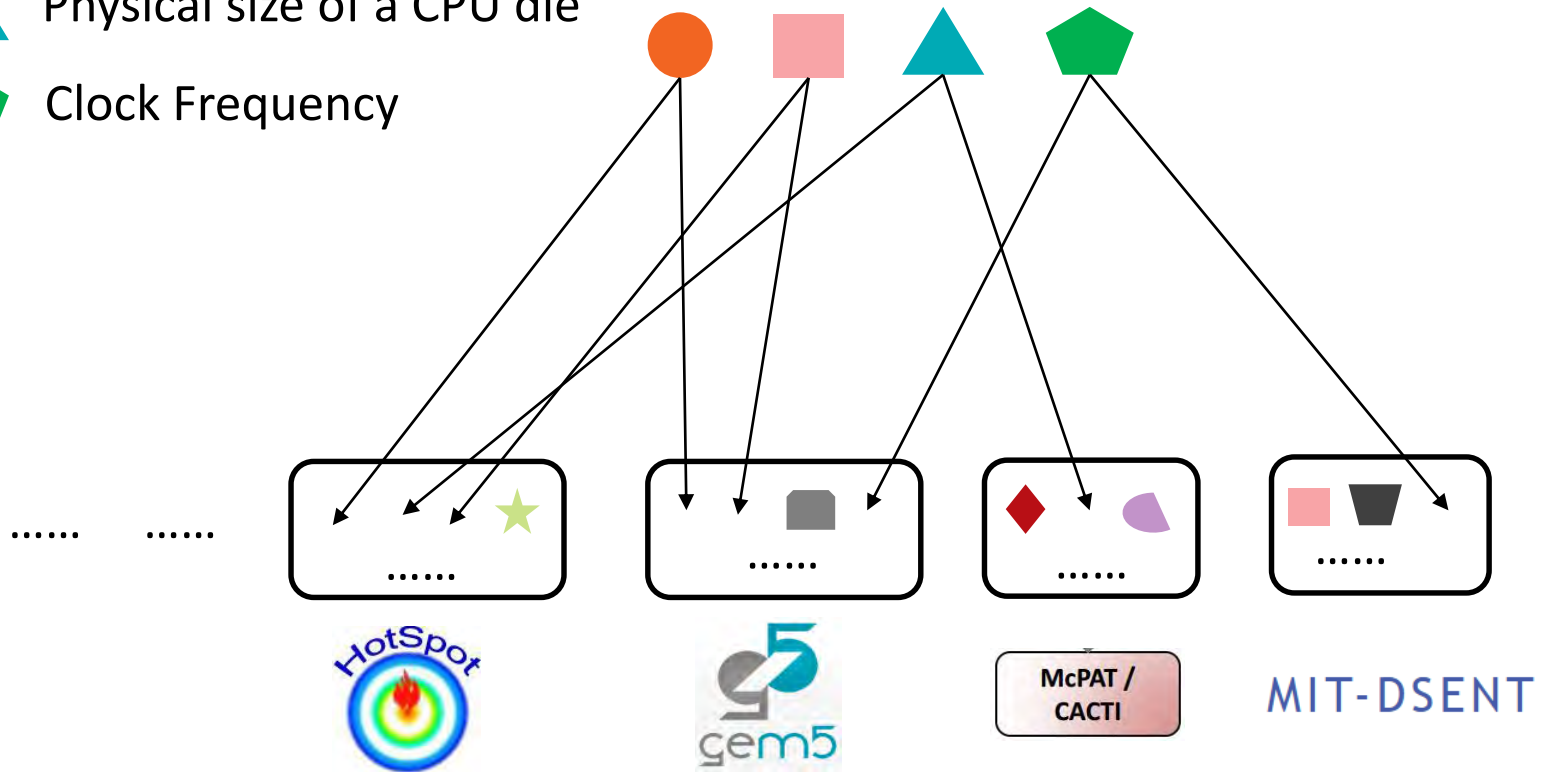 Physical size of a CPU die
Clock Frequency
...... ...... ...... ...... ...... ......
HotSpot
gem5
McPAT /
CACTI
MIT-DSENT